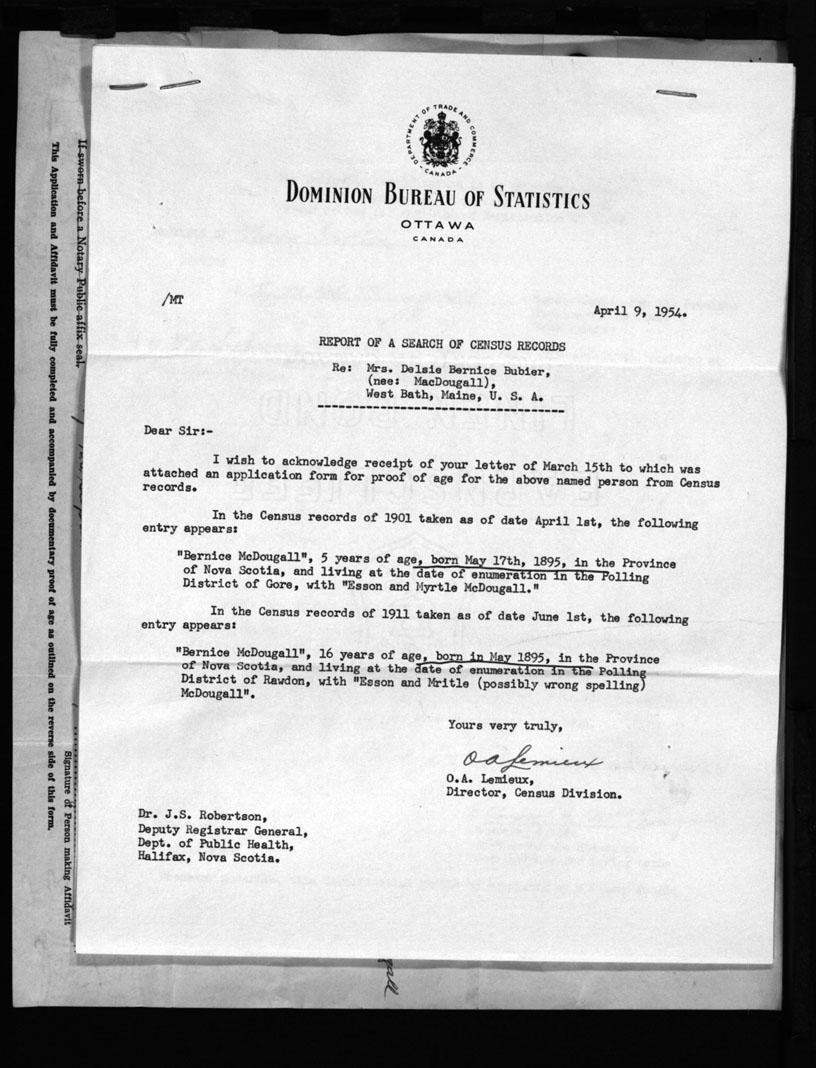 DEPARTMENT OF TRADE AND COMMERCE
CANADA
DOMINION BUREAU OF STATISTICS
OTTAWA
CANADA
/MT
April 9, 1954.
REPORT OF A SEARCH OF CENSUS RECORDS
Re: Mrs. Delsie Bernice Bubier,
(nee: MacDougall),
West Bath, Maine, U. S. A.
Dear Sir:-
I wish to acknowledge receipt of your letter of March 15th to which was
attached an application form for proof of age for the above named person from Census
records.
In the Census records of 1901 taken as of date April 1st, the following
entry appears:
"Bernice McDougall", 5 years of age, born May 17th, 1895, in the Province
of Nova Scotia, and living at the date of enumeration in the Polling
District of Gore, with "Esson and Myrtle McDougall."
In the Census records of 1911 taken as of date June 1st, the following
entry appears:
"Bernice McDougall", 16 years of age, born in May 1895, in the Province
of Nova Scotia, and living at the date of enumeration in the Polling
District of Rawdon, with "Esson and Mritle (possibly wrong spelling)
McDougall".
Yours very truly,
O A Lemieux
O.A. Lemieux,
Director, Census Division.
Dr. J.S. Robertson,
Deputy Registrar General,
Dept. of Public Health,
Halifax, Nova Scotia.
If sworn before a Notary Public affix seal.
Signature of Person making Affidavit
This Application and Affidavit must be fully completed and accompanied by documentary proof of age as outlined on the reverse side of this form.